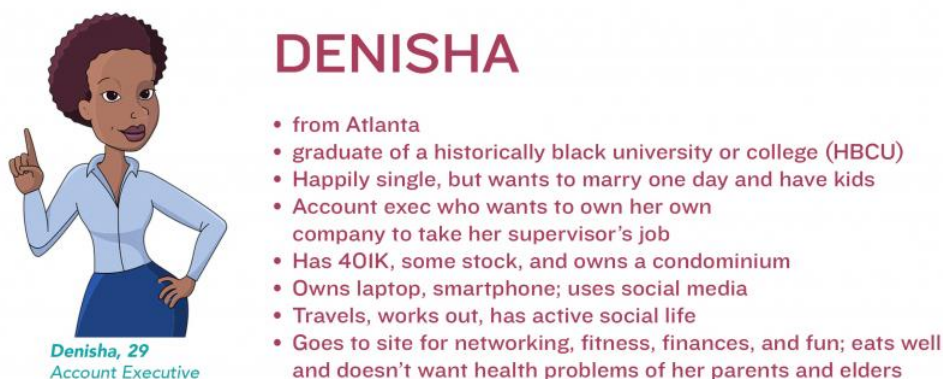 DENISHA
• from Atlanta
• graduate of a historically black university or college (HBCU)
• Happily single, but wants to marry one day and have kids
• Account exec who wants to own her own
company to take her supervisor's job
• Has 401K, some stock, and owns a condominium
• Owns laptop, smartphone; uses social media
• Travels, works out, has active social life
• Goes to site for networking, fitness, finances, and fun; eats well
and doesn't want health problems of her parents and elders
Denisha, 29
Account Executive